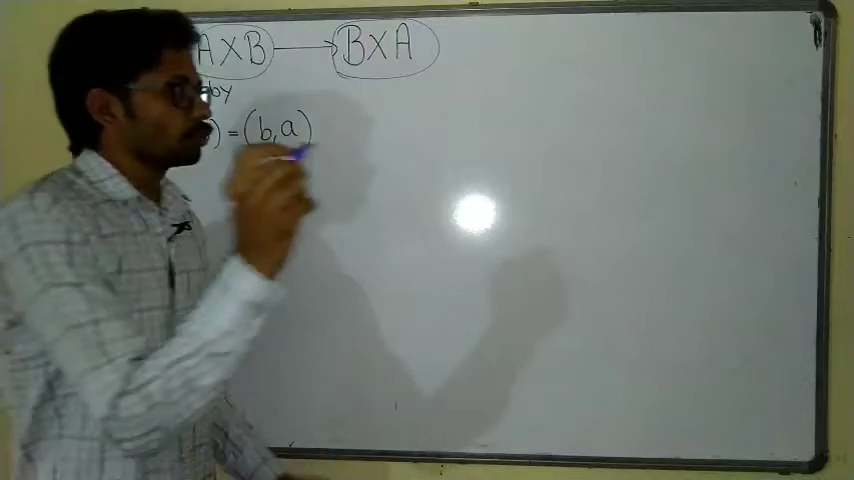 A×B → B×A
) = (b,a)